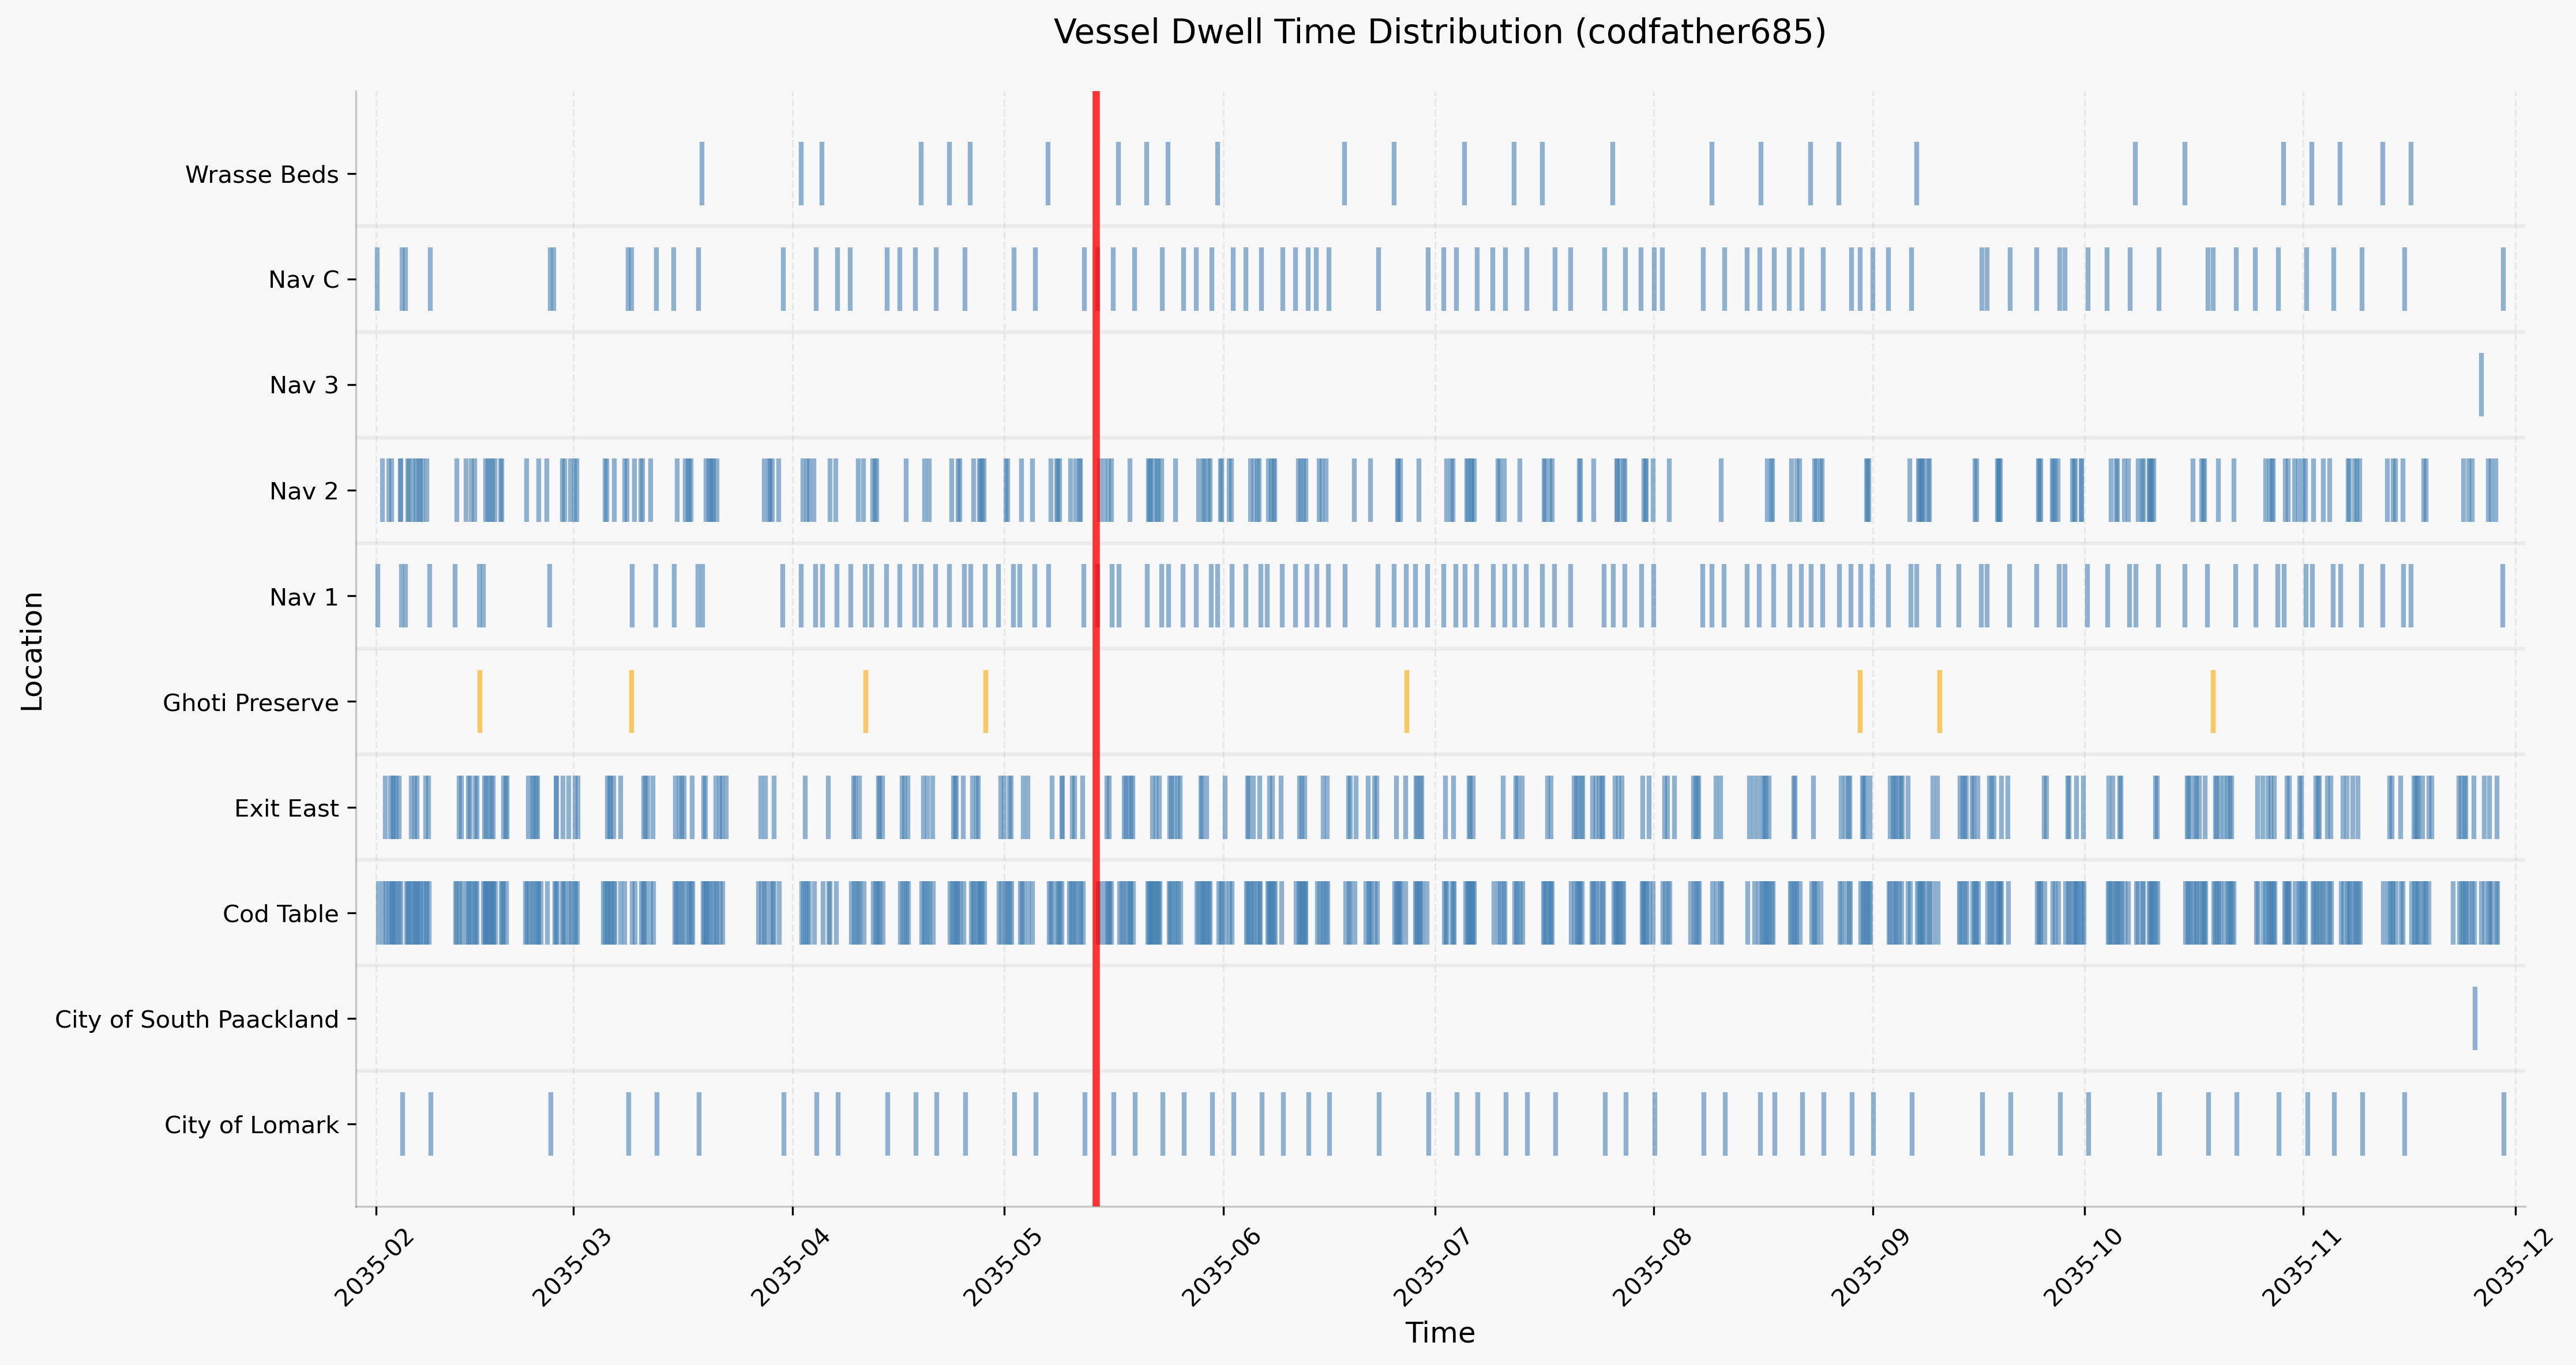 Vessel Dwell Time Distribution (codfather685)
Location
Wrasse Beds
Nav C
Nav 3
Nav 2
Nav 1
Ghoti Preserve
Exit East
Cod Table
City of South Paackland
City of Lomark
2035-02
2035-03
2035-04
2035-05
2035-06
2035-07
2035-08
2035-09
2035-10
2035-11
2035-12
Time